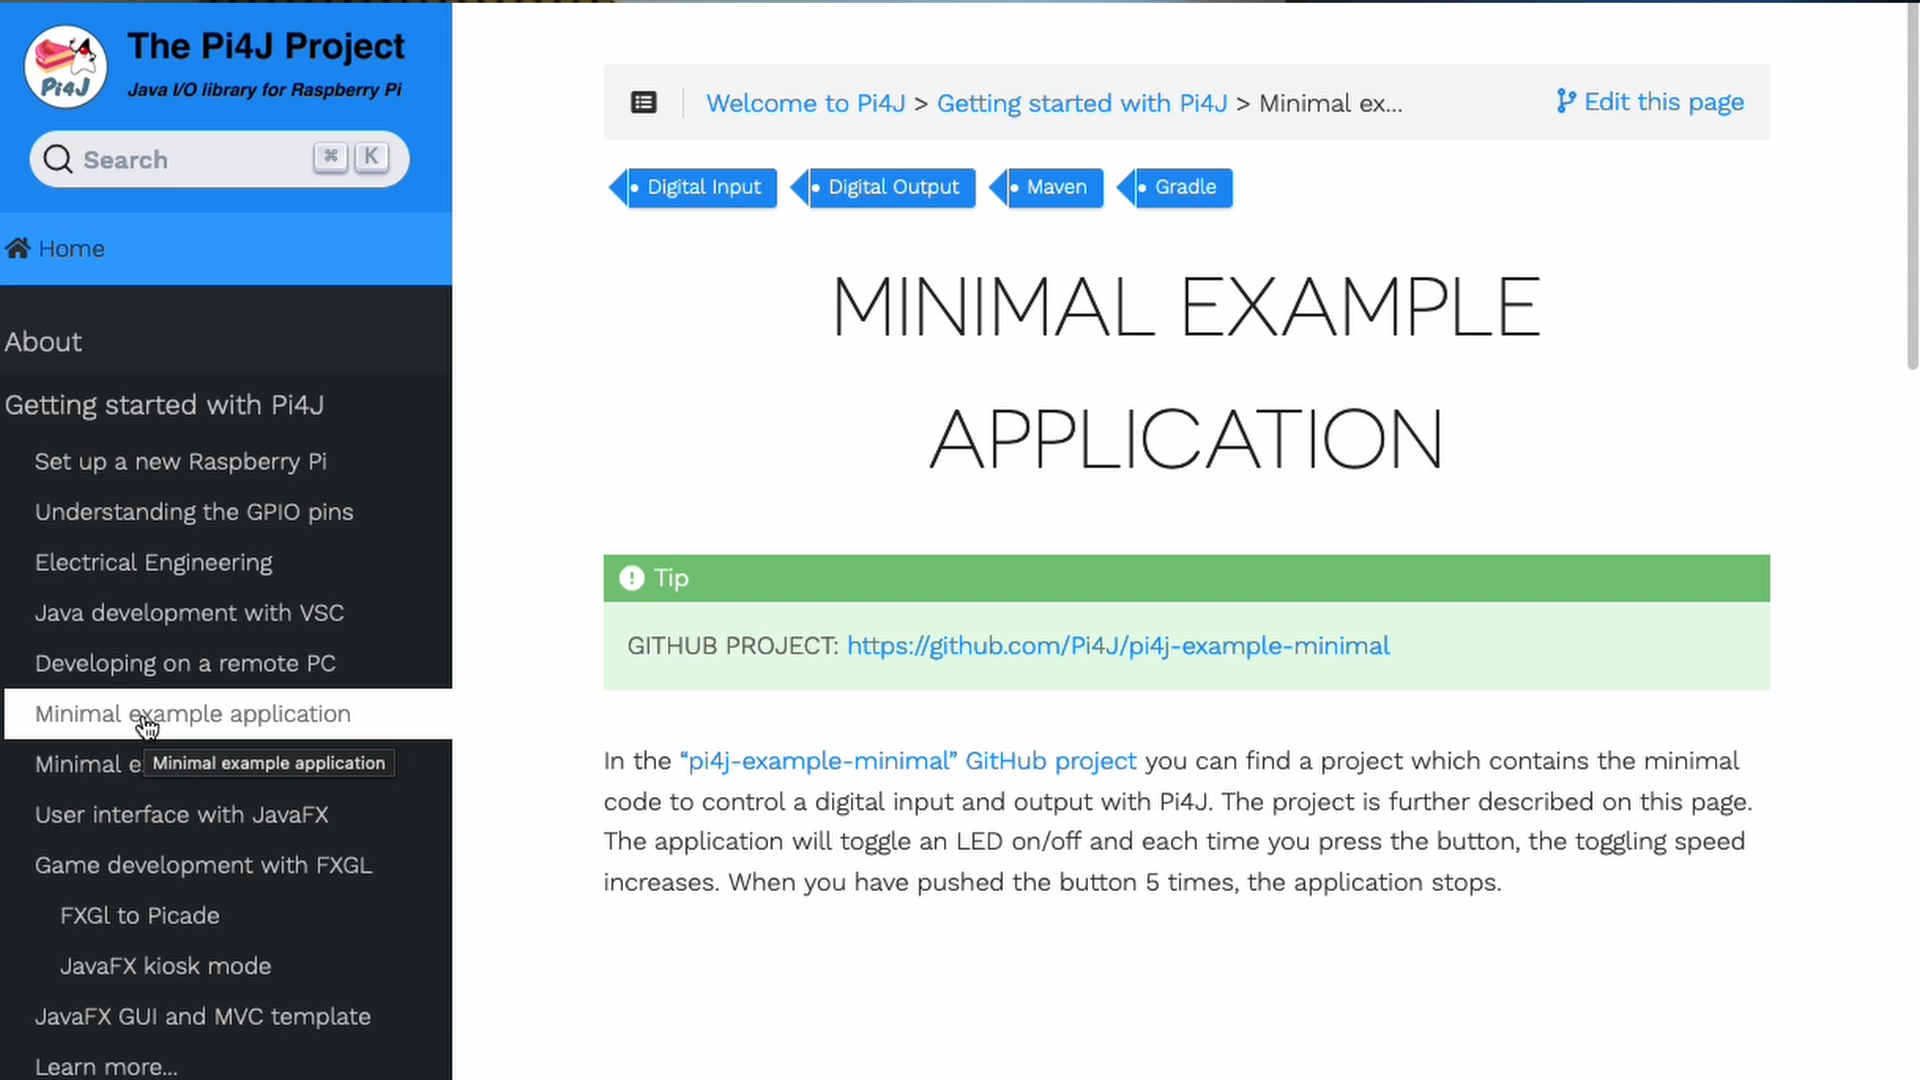 Pi4J
The Pi4J Project
Java I/O library for Raspberry Pi
Search ⌘ K
Home
About
Getting started with Pi4J
Set up a new Raspberry Pi
Understanding the GPIO pins
Electrical Engineering
Java development with VSC
Developing on a remote PC
Minimal example application
Minimal e
Minimal example application
User interface with JavaFX
Game development with FXGL
FXGl to Picade
JavaFX kiosk mode
JavaFX GUI and MVC template
Learn more...
Welcome to Pi4J > Getting started with Pi4J > Minimal ex...
Edit this page
Digital Input
Digital Output
Maven
Gradle
MINIMAL EXAMPLE
APPLICATION
Tip
GITHUB PROJECT: https://github.com/Pi4J/pi4j-example-minimal
In the “pi4j-example-minimal” GitHub project you can find a project which contains the minimal
code to control a digital input and output with Pi4J. The project is further described on this page.
The application will toggle an LED on/off and each time you press the button, the toggling speed
increases. When you have pushed the button 5 times, the application stops.